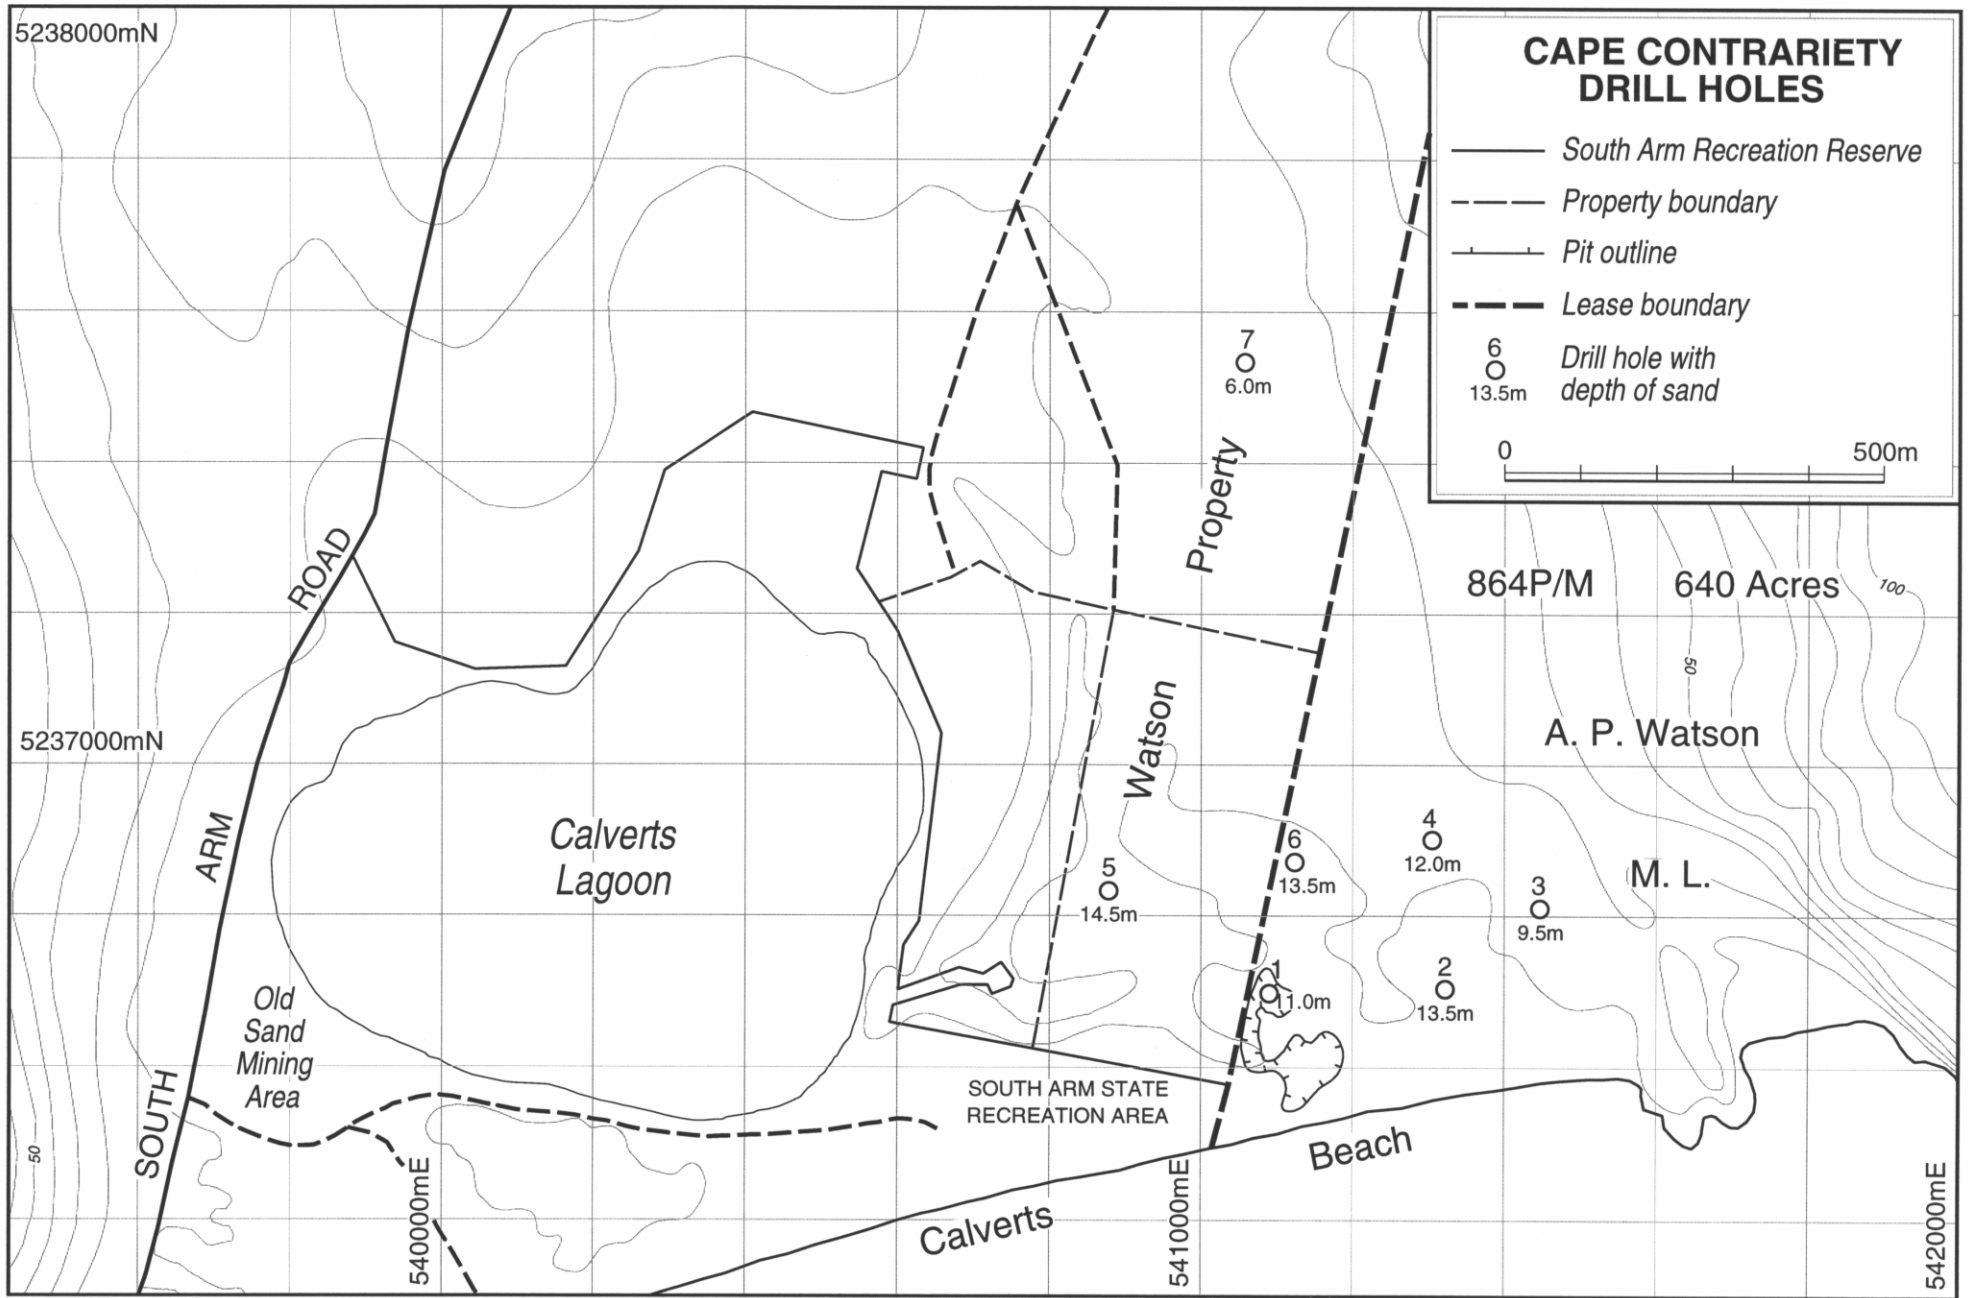 5238000mN
CAPE CONTRARIETY
DRILL HOLES
South Arm Recreation Reserve
Property boundary
Pit outline
Lease boundary
6
13.5m
Drill hole with
depth of sand
0
500m
7
6.0m
Property
Watson
ROAD
ARM
SOUTH
864P/M
640 Acres
100
50
5237000mN
A. P. Watson
M. L.
Calverts
Lagoon
4
12.0m
6
13.5m
5
14.5m
3
9.5m
2
13.5m
1
11.0m
Old
Sand
Mining
Area
SOUTH ARM STATE
RECREATION AREA
50
Calverts
Beach
540000mE
541000mE
542000mE